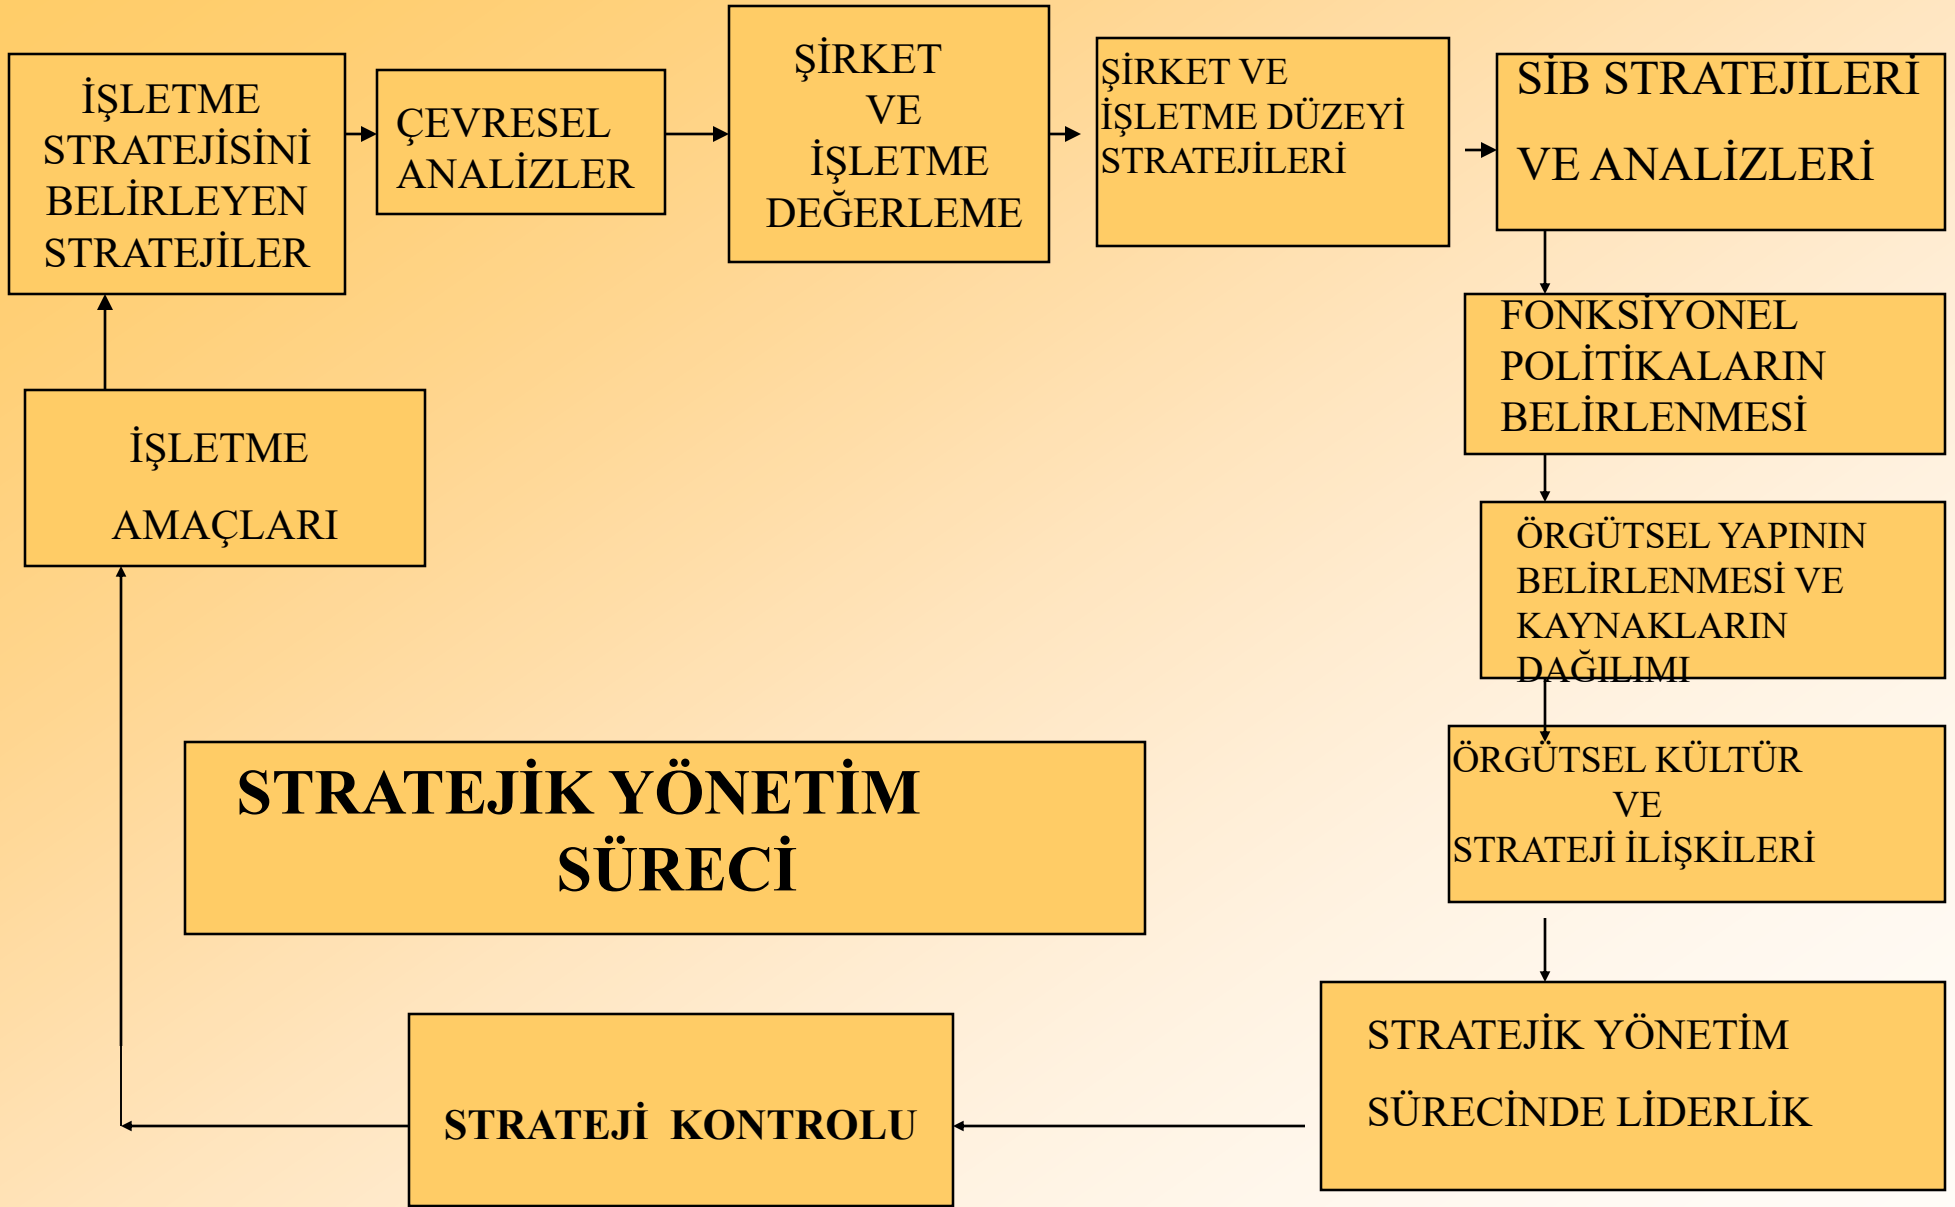 İŞLETME
STRATEJİSİNİ
BELİRLEYEN
STRATEJİLER
ÇEVRESEL
ANALİZLER
ŞİRKET
VE
İŞLETME
DEĞERLEME
ŞİRKET VE
İŞLETME DÜZEYİ
STRATEJİLERİ
SİB STRATEJİLERİ
VE ANALİZLERİ
FONKSİYONEL
POLİTİKALARIN
BELİRLENMESİ
ÖRGÜTSEL YAPININ
BELİRLENMESİ VE
KAYNAKLARIN
DAĞILIMI
ÖRGÜTSEL KÜLTÜR
VE
STRATEJİ İLİŞKİLERİ
STRATEJİK YÖNETİM
SÜRECİNDE LİDERLİK
STRATEJİ KONTROLU
İŞLETME
AMAÇLARI
STRATEJİK YÖNETİM
SÜRECİ